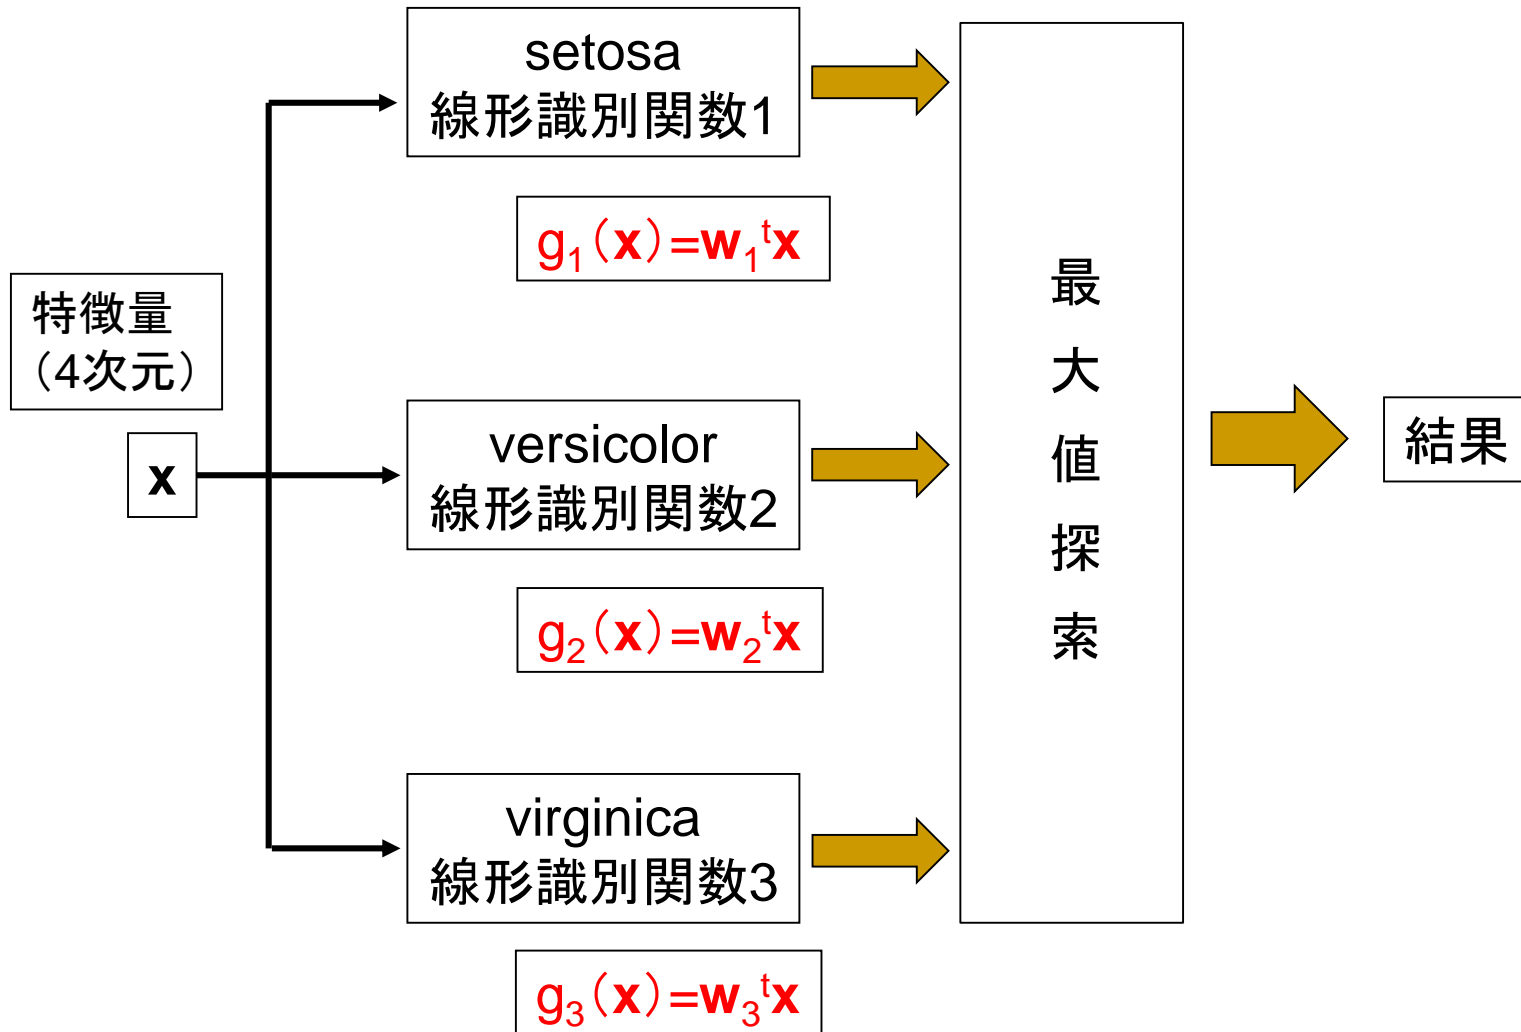 setosa
線形識別関数1
g₁(x)=w₁ᵗx
特徴量
（4次元）
x
versicolor
線形識別関数2
g₂(x)=w₂ᵗx
virginica
線形識別関数3
g₃(x)=w₃ᵗx
最
大
値
探
索
結果